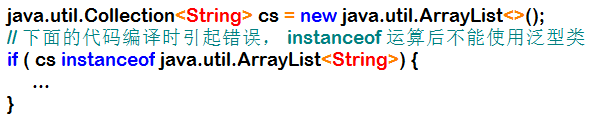 java.util.Collection<String> cs = new java.util.ArrayList<>();
// 下面的代码编译时引起错误， instanceof 运算后不能使用泛型类
if ( cs instanceof java.util.ArrayList<String>) {
...
}